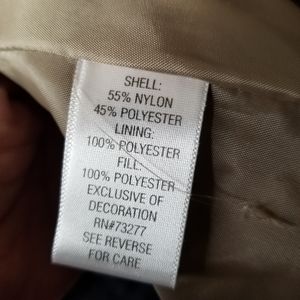 SHELL:
55% NYLON
45% POLYESTER
LINING:
100% POLYESTER
FILL:
100% POLYESTER
EXCLUSIVE OF
DECORATION
RN#73277
SEE REVERSE
FOR CARE